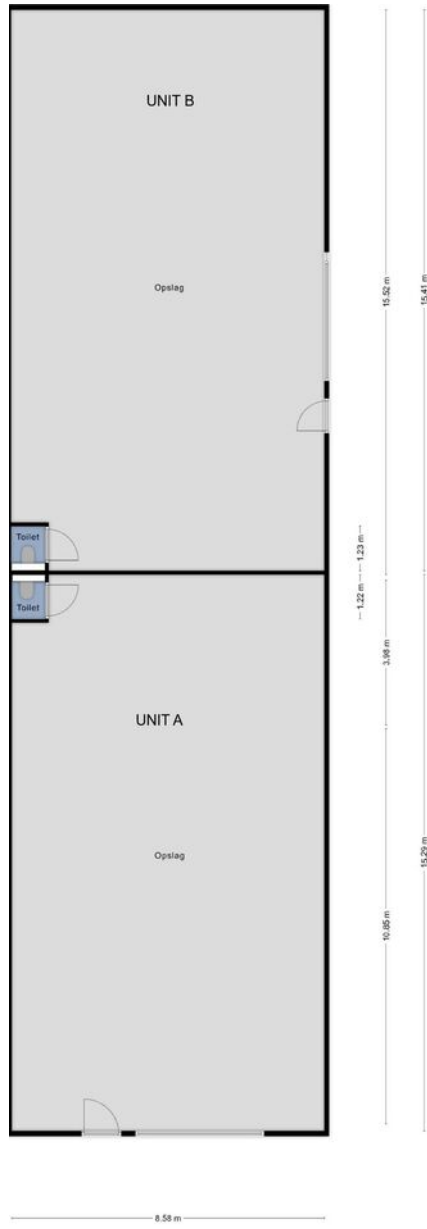 UNIT B
Opslag
15.52 m
15.41 m
Toilet
1.23 m
Toilet
1.22 m
3.98 m
UNIT A
Opslag
15.29 m
10.85 m
8.58 m